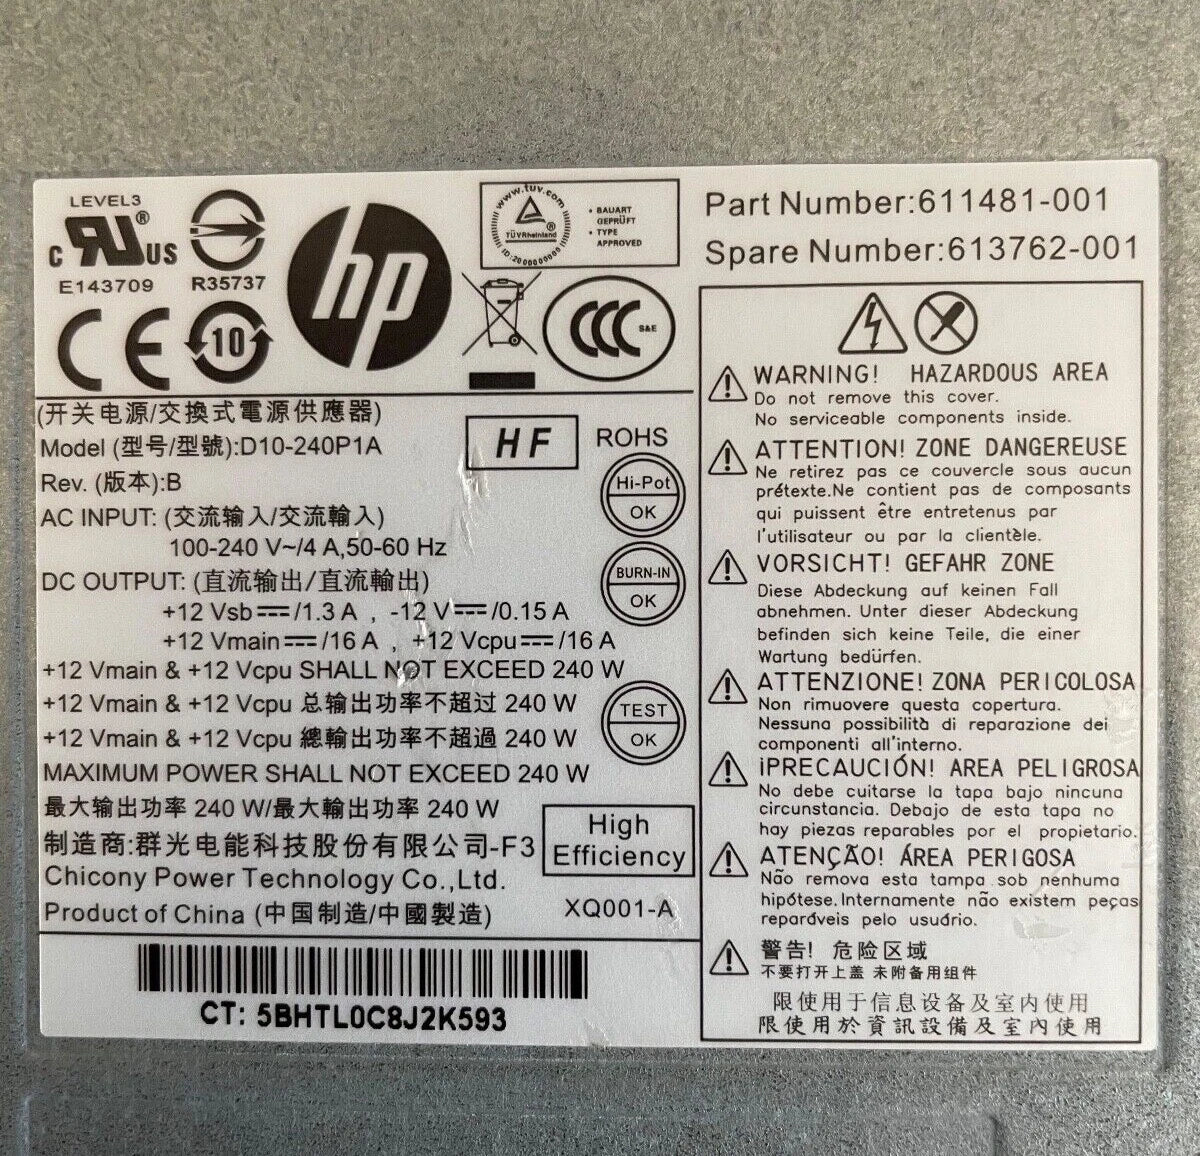 LEVEL3
c RU ® US
E143709
R35737
CE
10
hp
www.tuv.com
TÜVRheinland ®
ID:2000000000
• BAUART
GEPRÜFT
• TYPE
APPROVED
CCC S&E
Part Number:611481-001
Spare Number:613762-001
(开关电源/交換式電源供應器)
Model (型号/型號):D10-240P1A
Rev. (版本):B
AC INPUT: (交流输入/交流輸入)
100-240 V~/4 A,50-60 Hz
DC OUTPUT: (直流输出/直流輸出)
+12 Vsb⎓/1.3 A , -12 V⎓/0.15 A
+12 Vmain⎓/16 A , +12 Vcpu⎓/16 A
+12 Vmain & +12 Vcpu SHALL NOT EXCEED 240 W
+12 Vmain & +12 Vcpu 总输出功率不超过 240 W
+12 Vmain & +12 Vcpu 總輸出功率不超過 240 W
MAXIMUM POWER SHALL NOT EXCEED 240 W
最大输出功率 240 W/最大輸出功率 240 W
制造商:群光电能科技股份有限公司-F3
Chicony Power Technology Co.,Ltd.
Product of China (中国制造/中國製造)
HF
ROHS
Hi-Pot
OK
BURN-IN
OK
TEST
OK
High
Efficiency
XQ001-A
CT: 5BHTL0C8J2K593
WARNING! HAZARDOUS AREA
Do not remove this cover.
No serviceable components inside.
ATTENTION! ZONE DANGEREUSE
Ne retirez pas ce couvercle sous aucun
prétexte.Ne contient pas de composants
qui puissent être entretenus par
l'utilisateur ou par la clientèle.
VORSICHT! GEFAHR ZONE
Diese Abdeckung auf keinen Fall
abnehmen. Unter dieser Abdeckung
befinden sich keine Teile, die einer
Wartung bedürfen.
ATTENZIONE! ZONA PERICOLOSA
Non rimuovere questa copertura.
Nessuna possibilità di reparazione dei
componenti all'interno.
¡PRECAUCIÓN! AREA PELIGROSA
No debe cuitarse la tapa bajo ninguna
circunstancia. Debajo de esta tapa no
hay piezas reparables por el propietario.
ATENÇÃO! ÁREA PERIGOSA
Não remova esta tampa sob nenhuma
hipótese.Internamente não existem peças
reparáveis pelo usuário.
警告! 危险区域
不要打开上盖 未附备用组件
限使用于信息设备及室内使用
限使用於資訊設備及室內使用